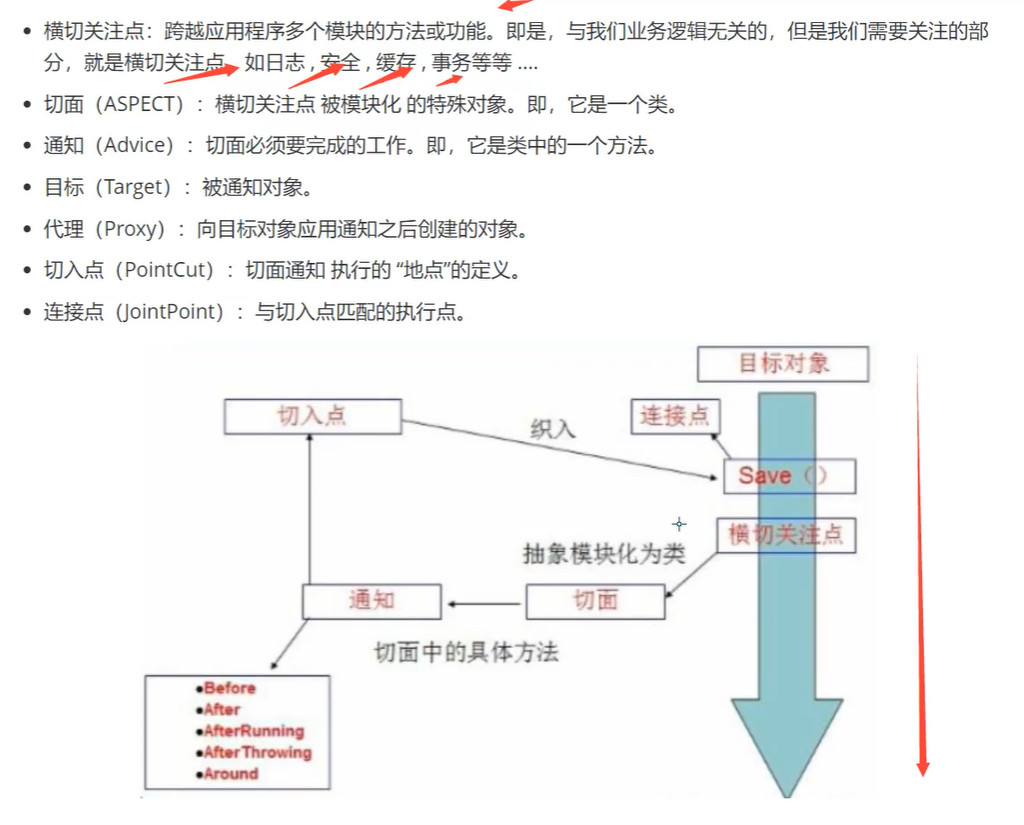 • 横切关注点：跨越应用程序多个模块的方法或功能。即是，与我们业务逻辑无关的，但是我们需要关注的部
分，就是横切关注点。如日志 , 安全 , 缓存 , 事务等等 ....
• 切面（ASPECT）：横切关注点 被模块化 的特殊对象。即，它是一个类。
• 通知（Advice）：切面必须要完成的工作。即，它是类中的一个方法。
• 目标（Target）：被通知对象。
• 代理（Proxy）：向目标对象应用通知之后创建的对象。
• 切入点（PointCut）：切面通知 执行的 “地点”的定义。
• 连接点（JointPoint）：与切入点匹配的执行点。
目标对象
切入点
织入
连接点
Save（）
横切关注点
抽象模块化为类
通知
切面
切面中的具体方法
•Before
•After
•AfterRunning
•AfterThrowing
•Around